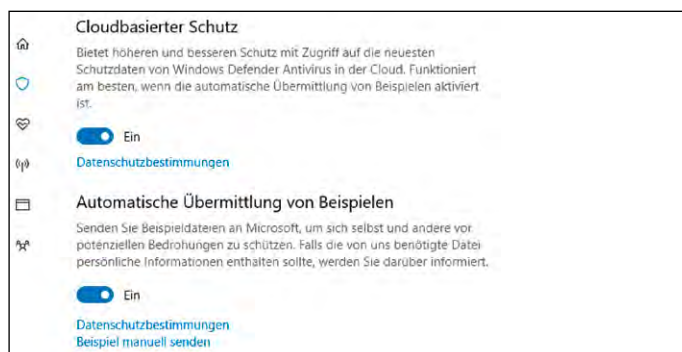 Cloudbasierter Schutz
Bietet höheren und besseren Schutz mit Zugriff auf die neuesten
Schutzdaten von Windows Defender Antivirus in der Cloud. Funktioniert
am besten, wenn die automatische Übermittlung von Beispielen aktiviert
ist.
Ein
Datenschutzbestimmungen
Automatische Übermittlung von Beispielen
Senden Sie Beispieldateien an Microsoft, um sich selbst und andere vor
potenziellen Bedrohungen zu schützen. Falls die von uns benötigte Datei
persönliche Informationen enthalten sollte, werden Sie darüber informiert.
Ein
Datenschutzbestimmungen
Beispiel manuell senden